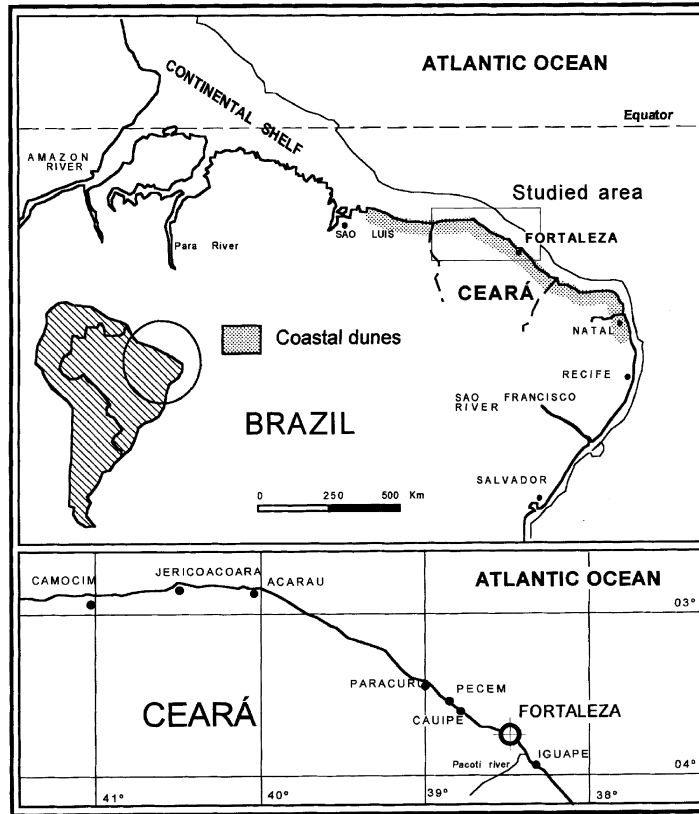 ATLANTIC OCEAN
CONTINENTAL SHELF
Equator
AMAZON
RIVER
Studied area
Para River
SAO LUIS
FORTALEZA
CEARÁ
Coastal dunes
NATAL
RECIFE
SAO FRANCISCO
RIVER
BRAZIL
SALVADOR
0 250 500 Km
CAMOCIM
JERICOACOARA
ACARAU
ATLANTIC OCEAN
03°
PARACURU
PECEM
CEARÁ
CAUIPE
FORTALEZA
Pacoti river
IGUAPE
04°
41° 40° 39° 38°